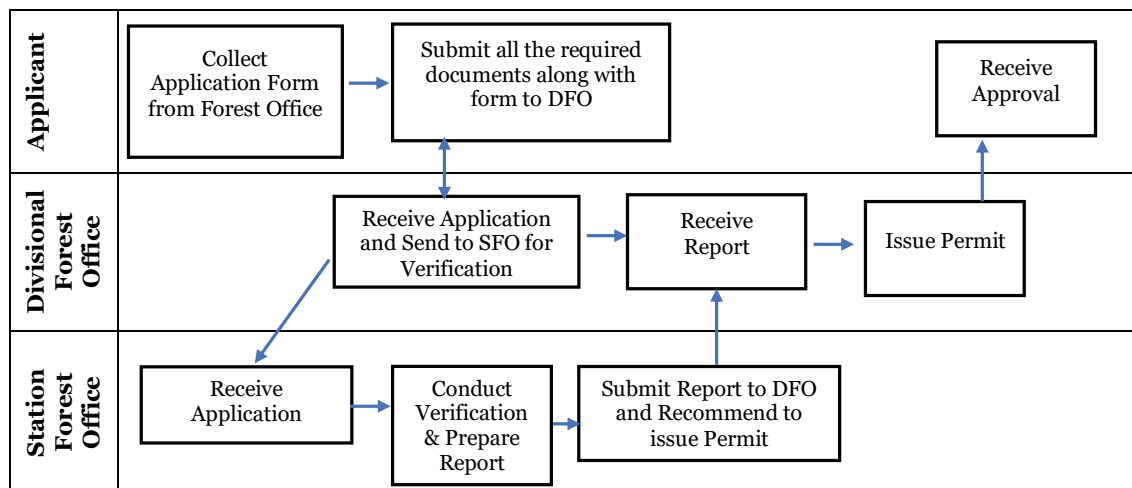 Applicant
Collect
Application Form
from Forest Office
Submit all the required
documents along with
form to DFO
Receive
Approval
Divisional
Forest
Office
Receive Application
and Send to SFO for
Verification
Receive
Report
Issue Permit
Station
Forest
Office
Receive
Application
Conduct
Verification
& Prepare
Report
Submit Report to DFO
and Recommend to
issue Permit